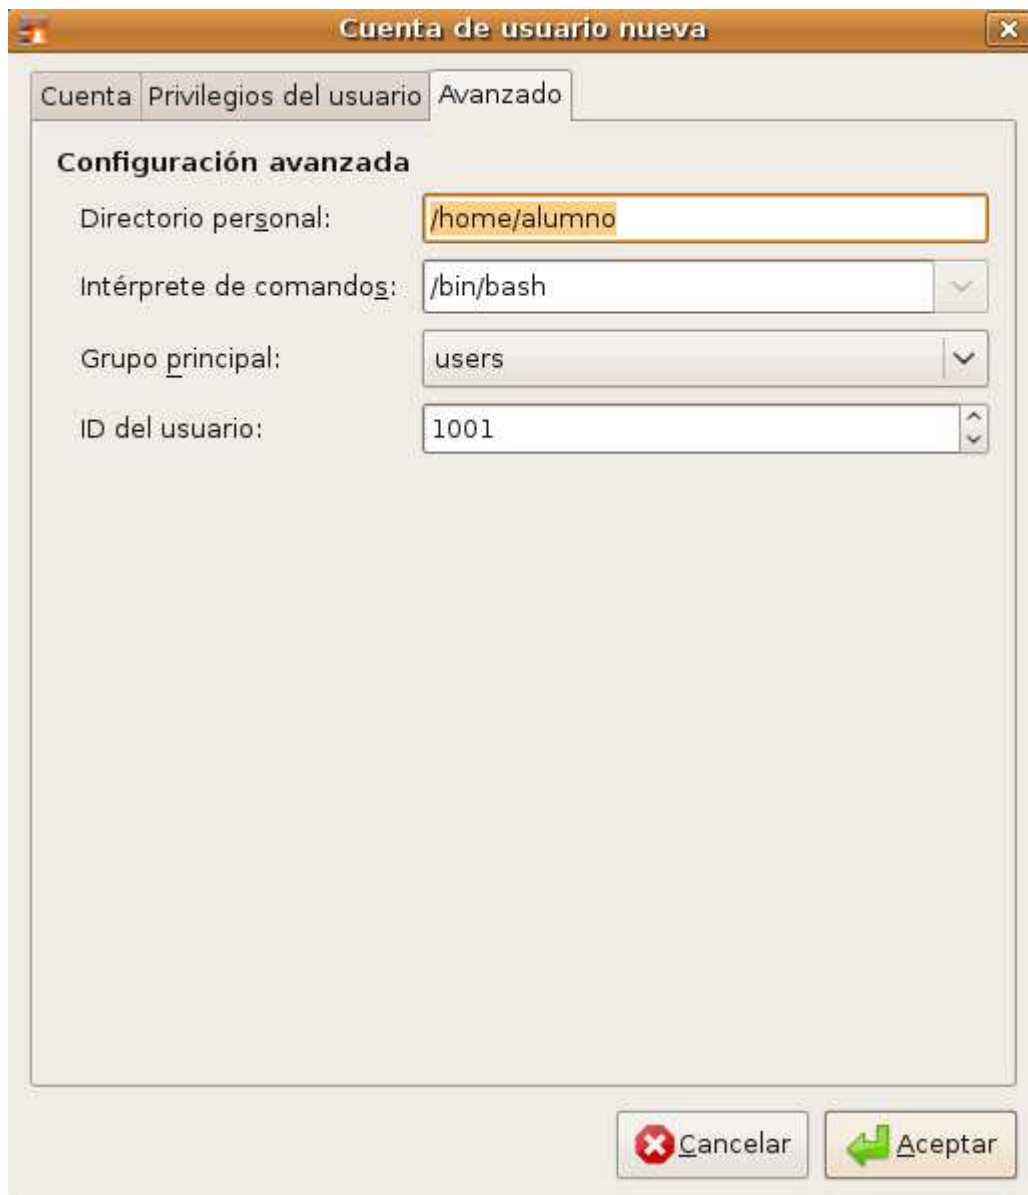 Cuenta de usuario nueva
Cuenta Privilegios del usuario Avanzado
Configuración avanzada
Directorio personal: /home/alumno
Intérprete de comandos: /bin/bash
Grupo principal: users
ID del usuario: 1001
Cancelar Aceptar